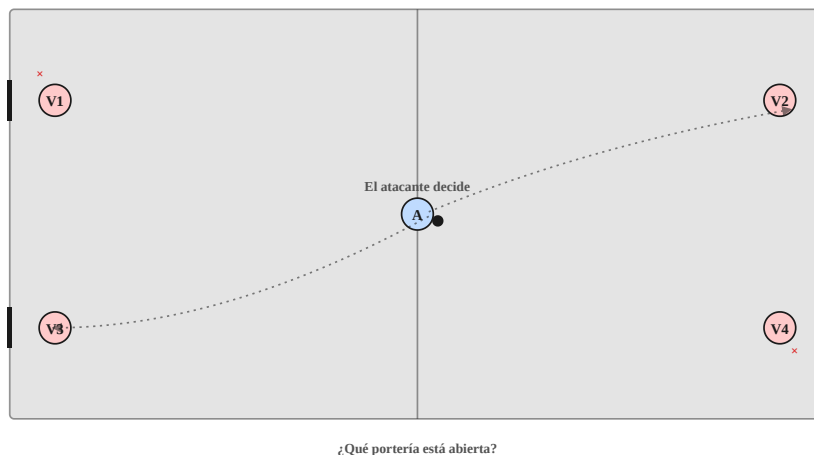 ×
V1
V2
El atacante decide
A
V3
V4
×
¿Qué portería está abierta?